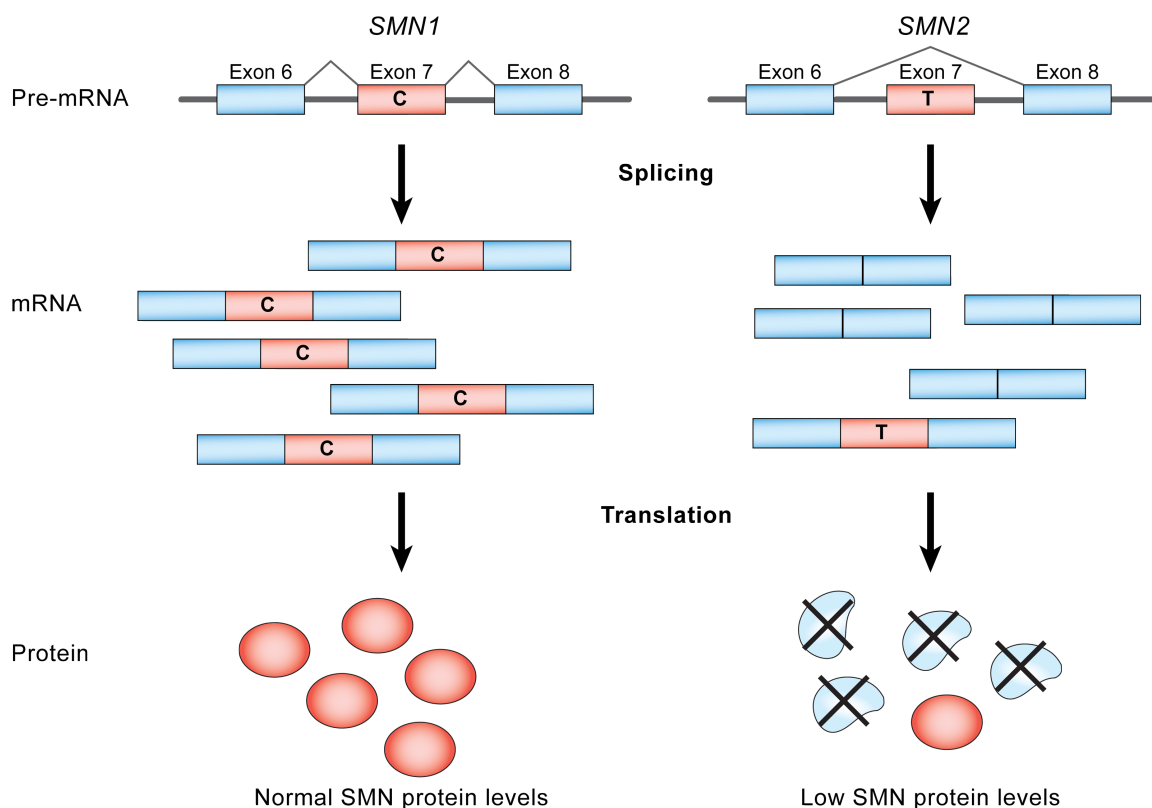 SMN1
SMN2
Exon 6 Exon 7 Exon 8
Exon 6 Exon 7 Exon 8
Pre-mRNA
C
T
Splicing
C
mRNA
C
C
C
C
T
Translation
Protein
Normal SMN protein levels
Low SMN protein levels